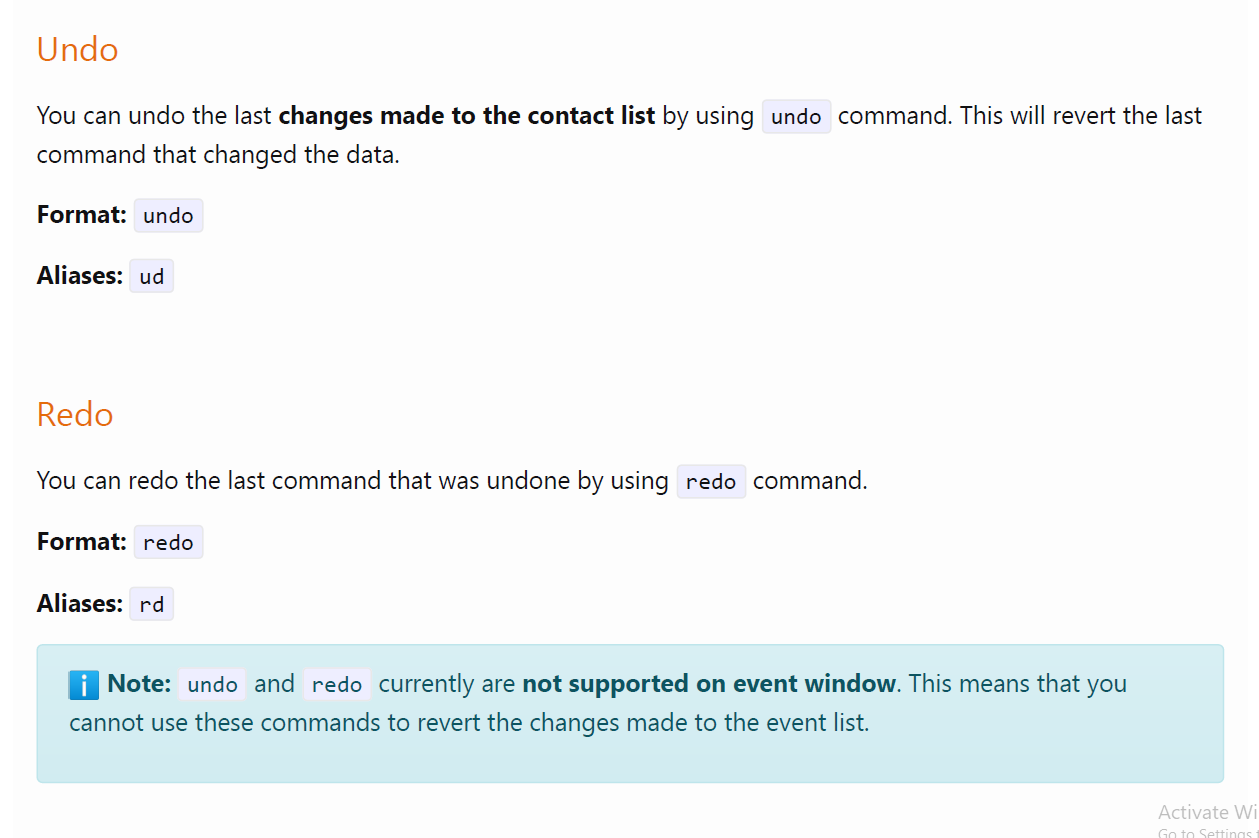 Undo
You can undo the last changes made to the contact list by using undo command. This will revert the last
command that changed the data.
Format: undo
Aliases: ud
Redo
You can redo the last command that was undone by using redo command.
Format: redo
Aliases: rd
i Note: undo and redo currently are not supported on event window. This means that you
cannot use these commands to revert the changes made to the event list.
Activate Wi
Go to Settings